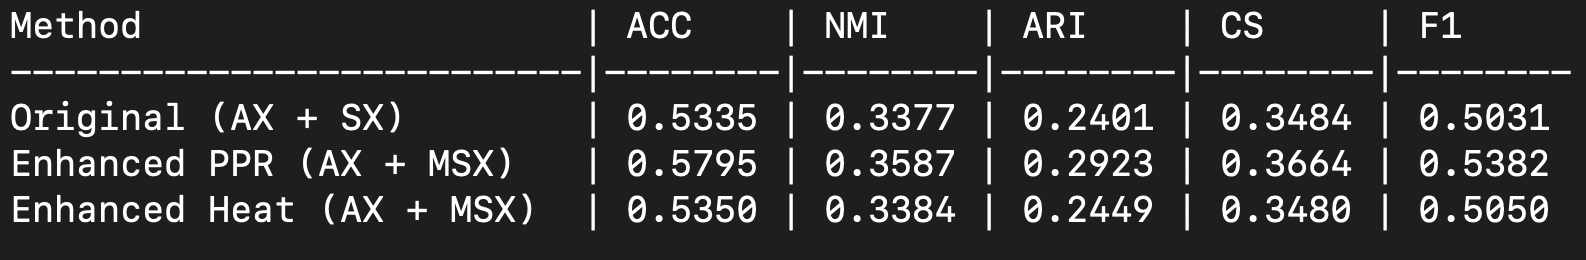 Method                    | ACC    | NMI    | ARI    | CS     | F1
--------------------------|--------|--------|--------|--------|--------
Original (AX + SX)        | 0.5335 | 0.3377 | 0.2401 | 0.3484 | 0.5031
Enhanced PPR (AX + MSX)   | 0.5795 | 0.3587 | 0.2923 | 0.3664 | 0.5382
Enhanced Heat (AX + MSX)  | 0.5350 | 0.3384 | 0.2449 | 0.3480 | 0.5050